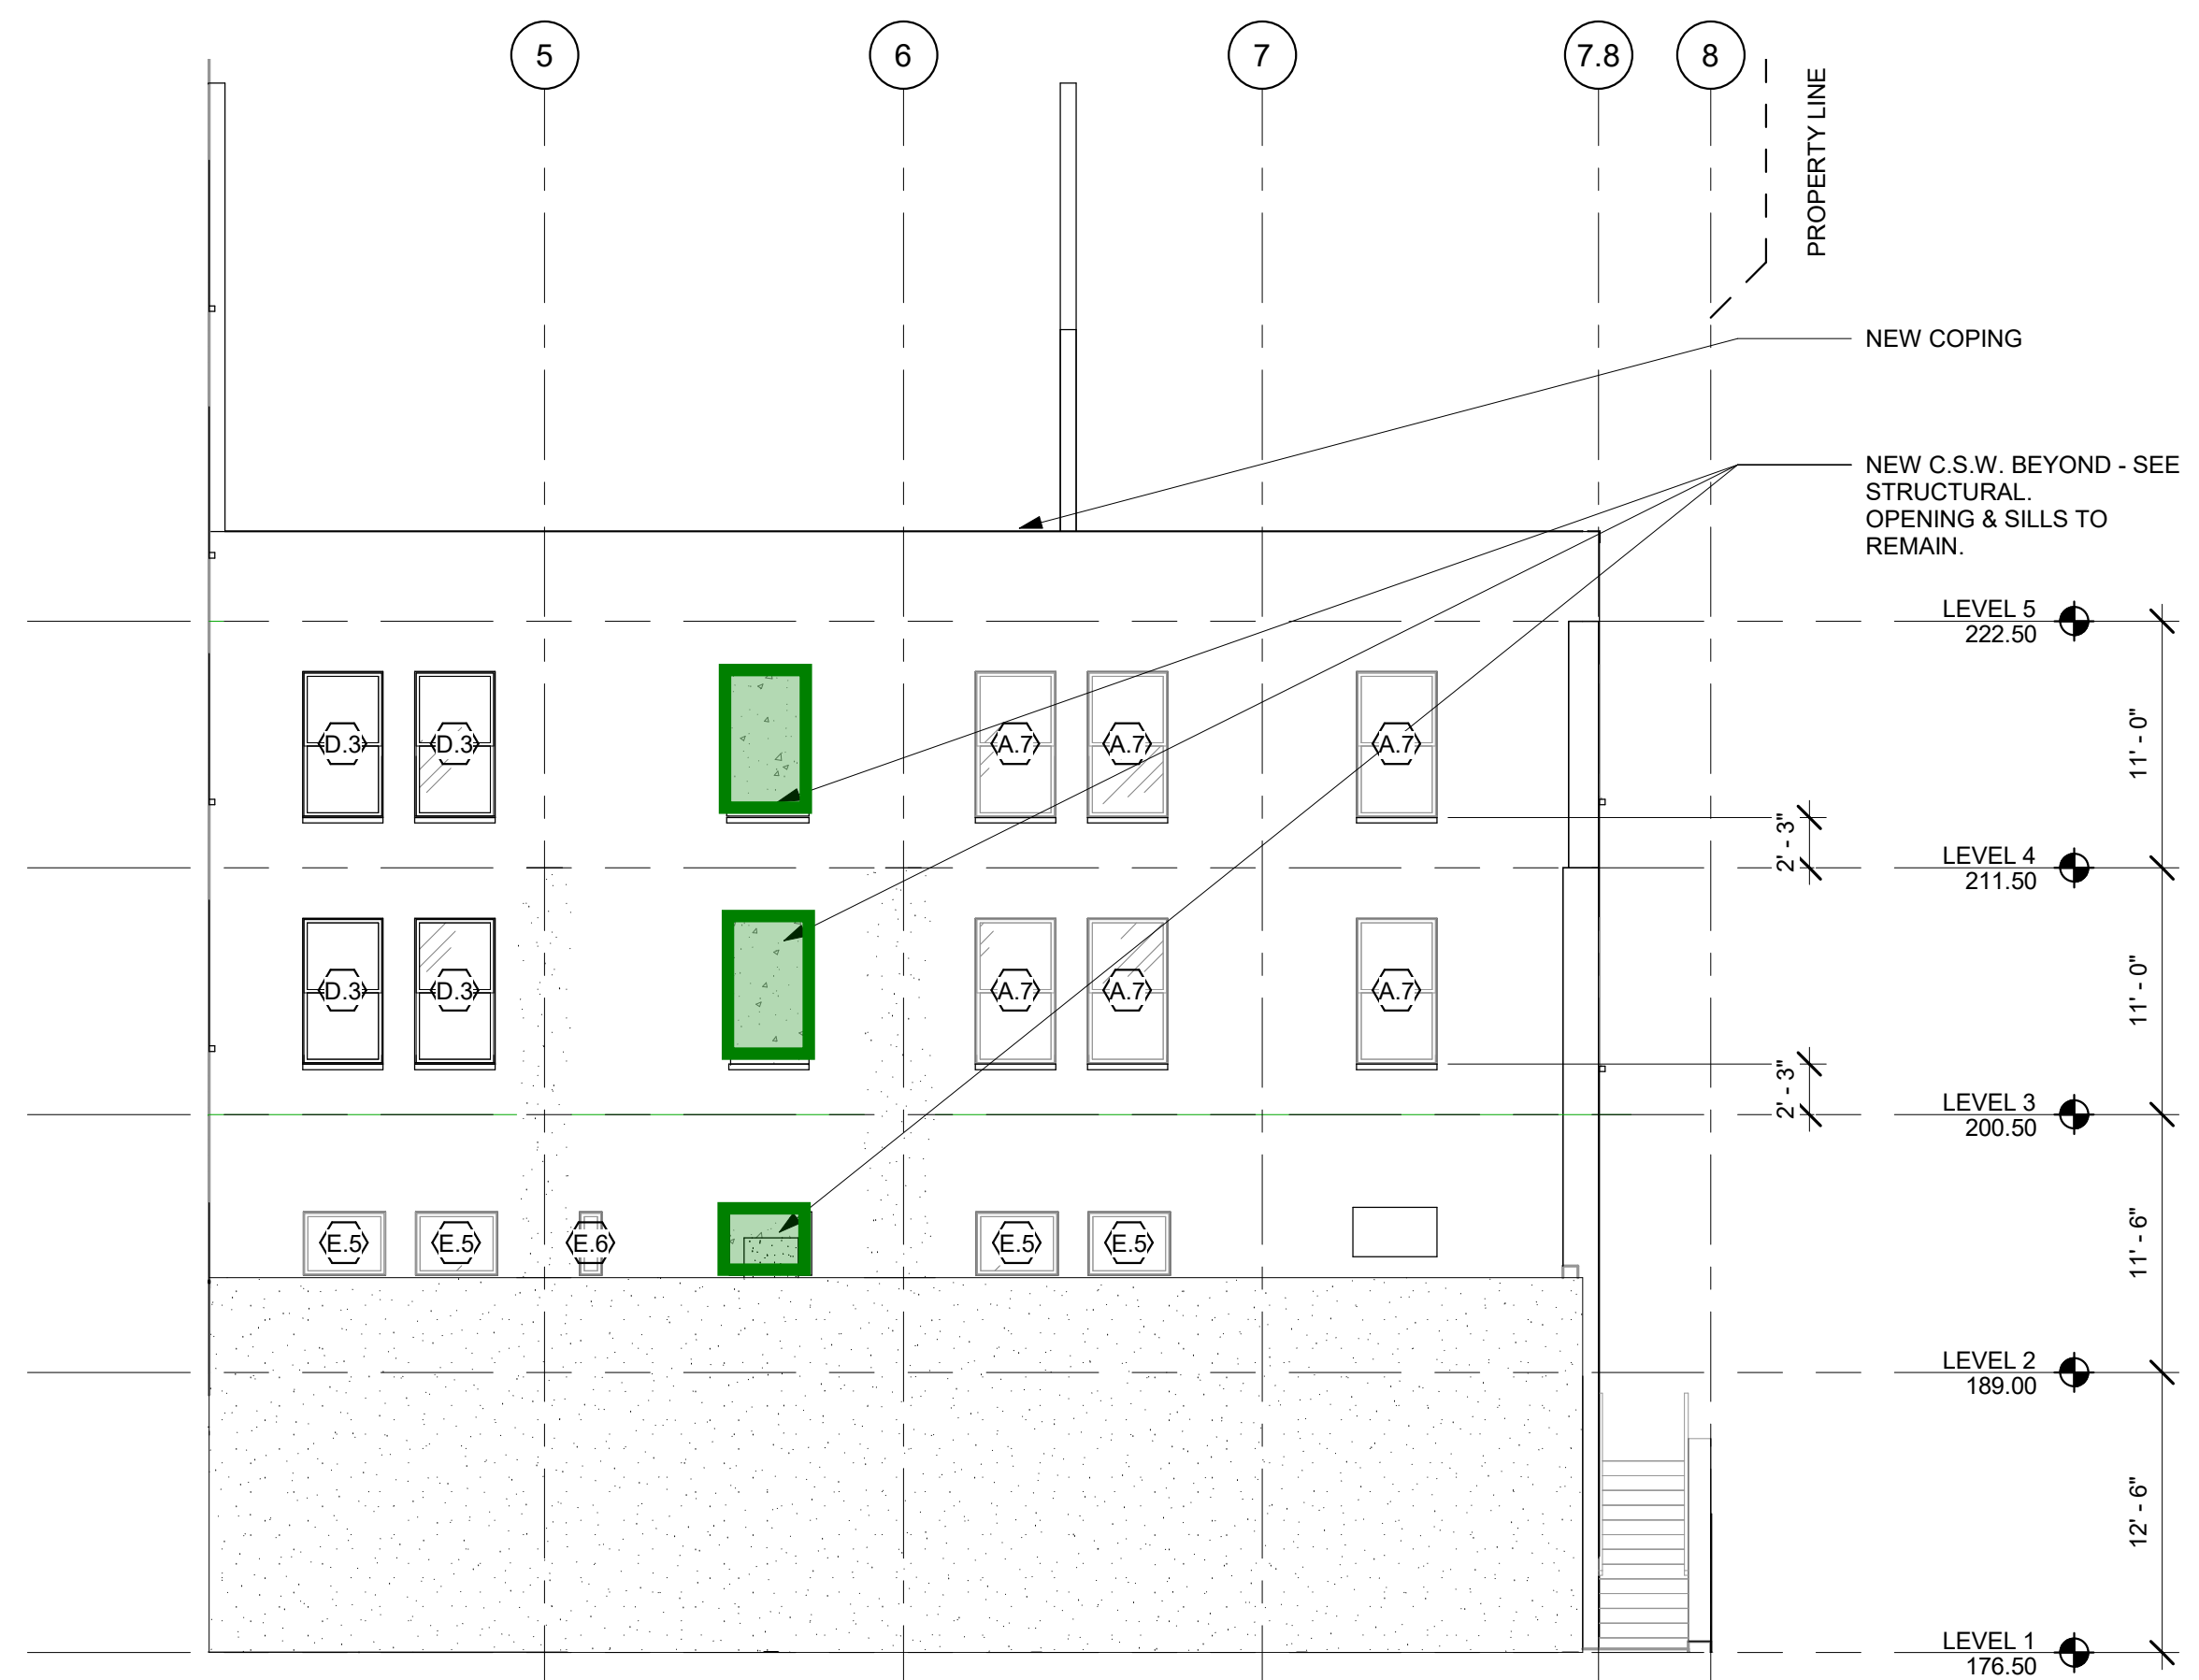 5 6 7 7.8 8
PROPERTY LINE
NEW COPING
NEW C.S.W. BEYOND - SEE
STRUCTURAL.
OPENING & SILLS TO
REMAIN.
LEVEL 5
222.50
11' - 0"
D.3 D.3 A.7 A.7 A.7
2' - 3"
LEVEL 4
211.50
11' - 0"
D.3 D.3 A.7 A.7 A.7
2' - 3"
LEVEL 3
200.50
11' - 6"
E.5 E.5 E.6 E.5 E.5
LEVEL 2
189.00
12' - 6"
LEVEL 1
176.50